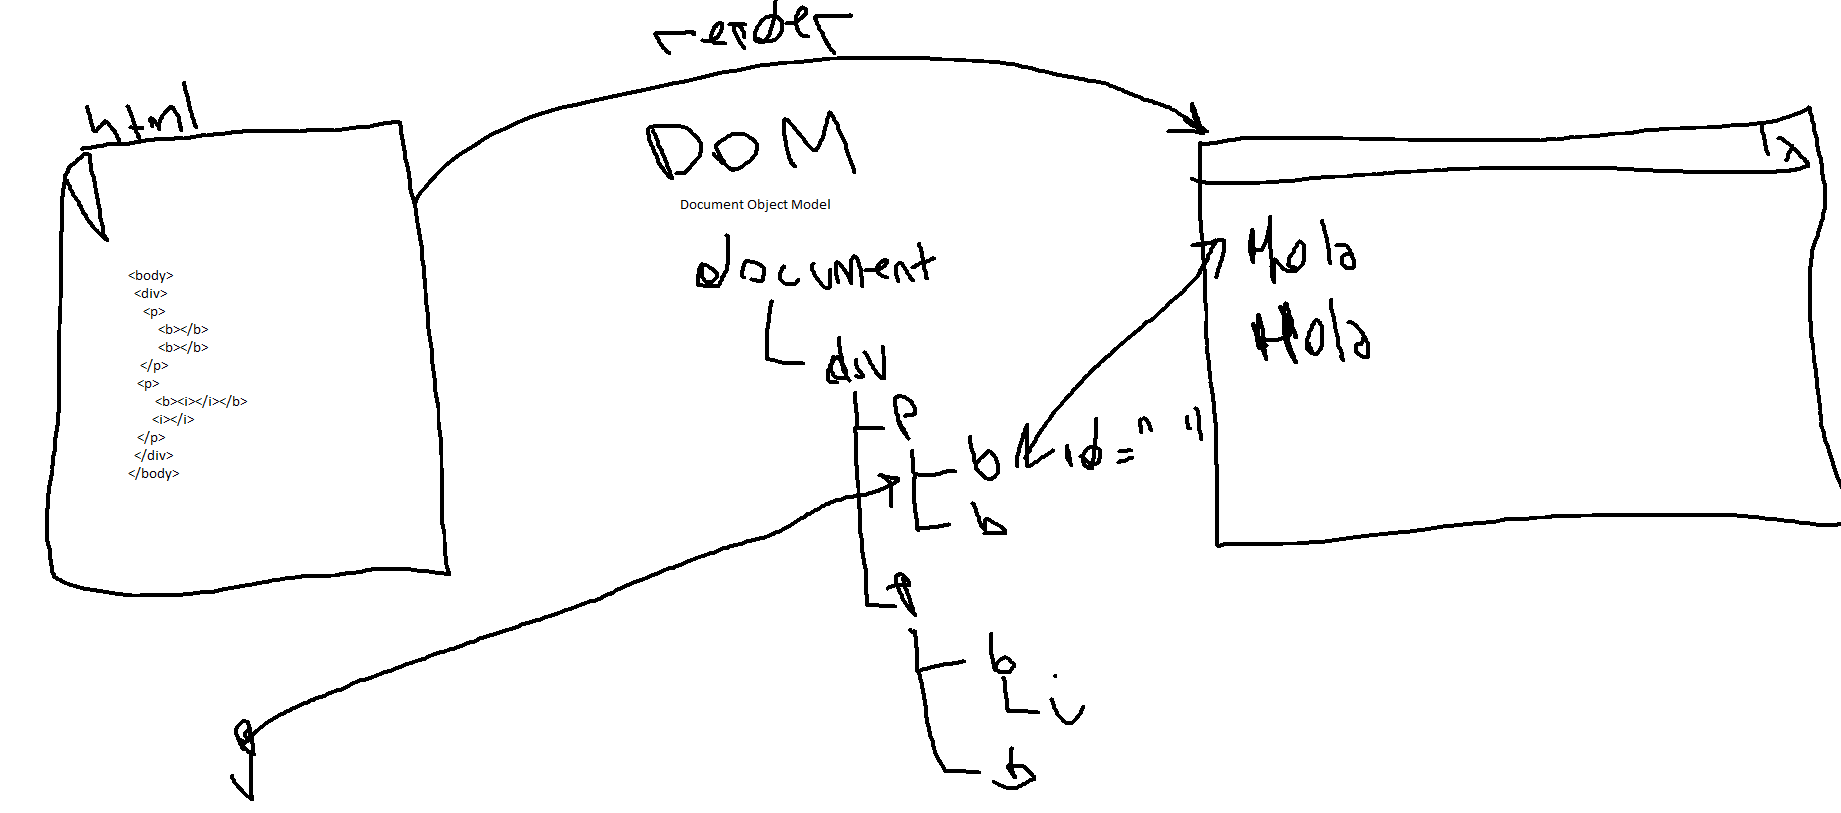 render
html
DOM
Document Object Model
<body>
<div>
<p>
<b></b>
<b></b>
</p>
<p>
<b><i></i></b>
<i></i>
</p>
</div>
</body>
document
div
p
b id=" "
b
p
b
i
b
x
Hola
Hola